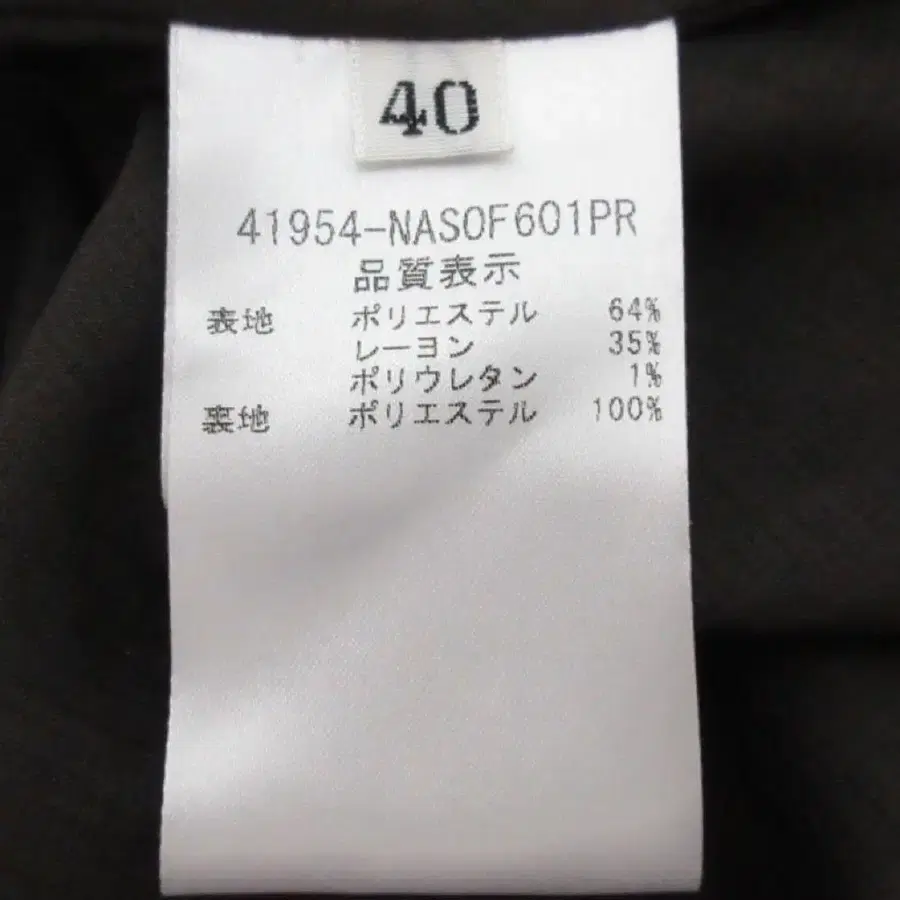 40
41954-NASOF601PR
品質表示
表地 ポリエステル 64%
レーヨン 35%
ポリウレタン 1%
裏地 ポリエステル 100%